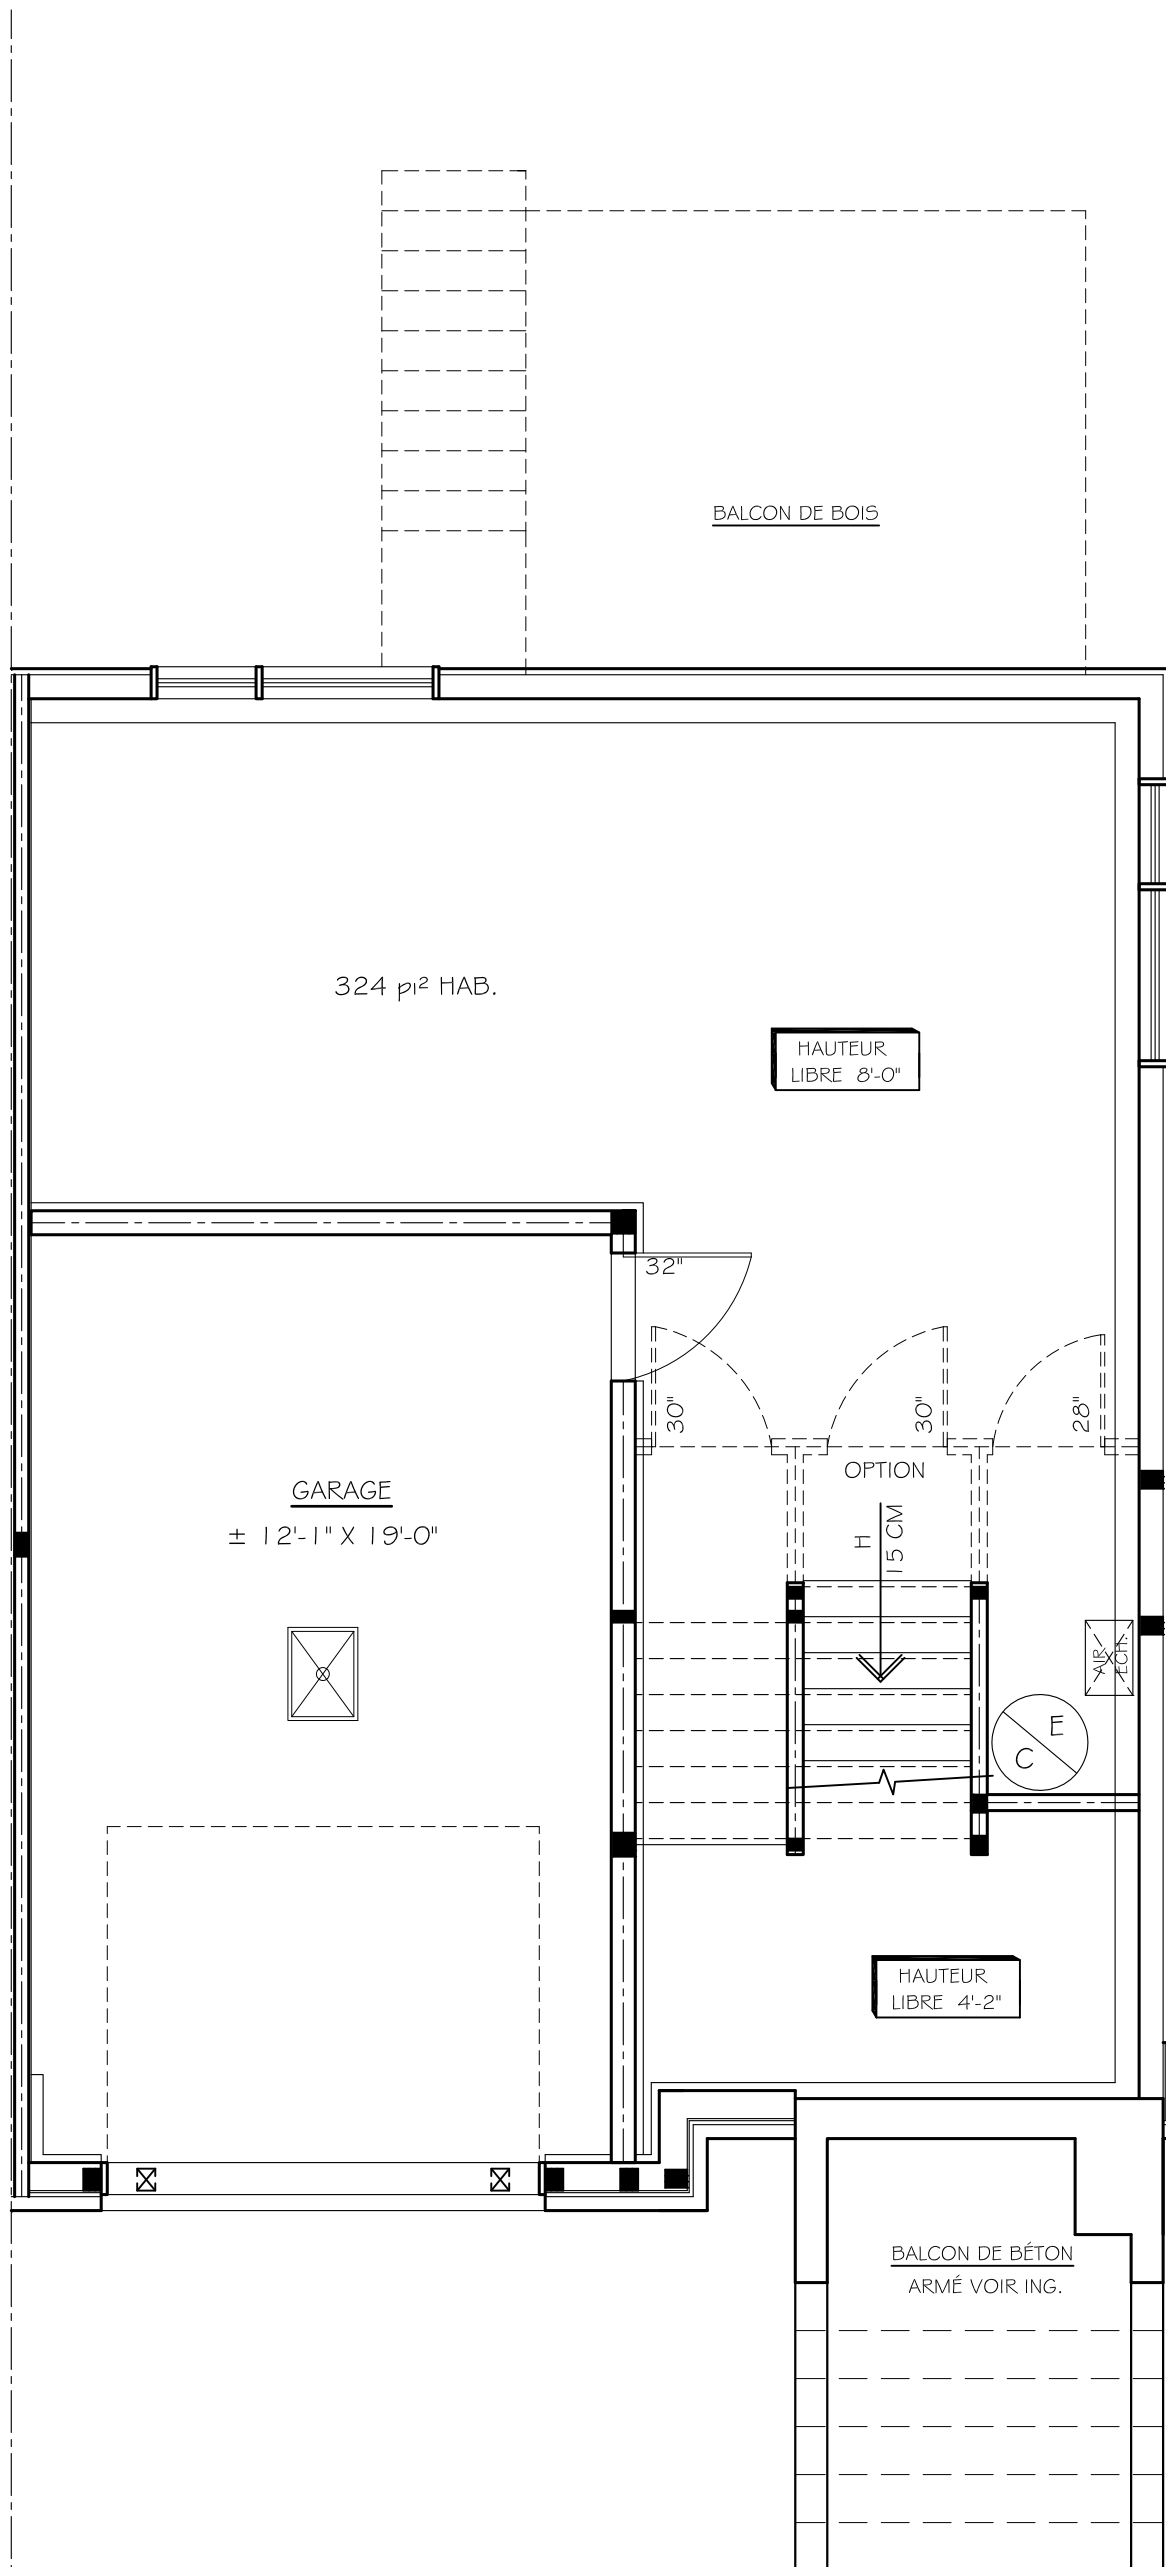 BALCON DE BOIS
324 pi² HAB.
HAUTEUR
LIBRE 8'-0"
32"
30"
30"
28"
OPTION
GARAGE
± 12'-1" X 19'-0"
H
15 CM
AIR
ECH.
E
C
HAUTEUR
LIBRE 4'-2"
BALCON DE BÉTON
ARMÉ VOIR ING.